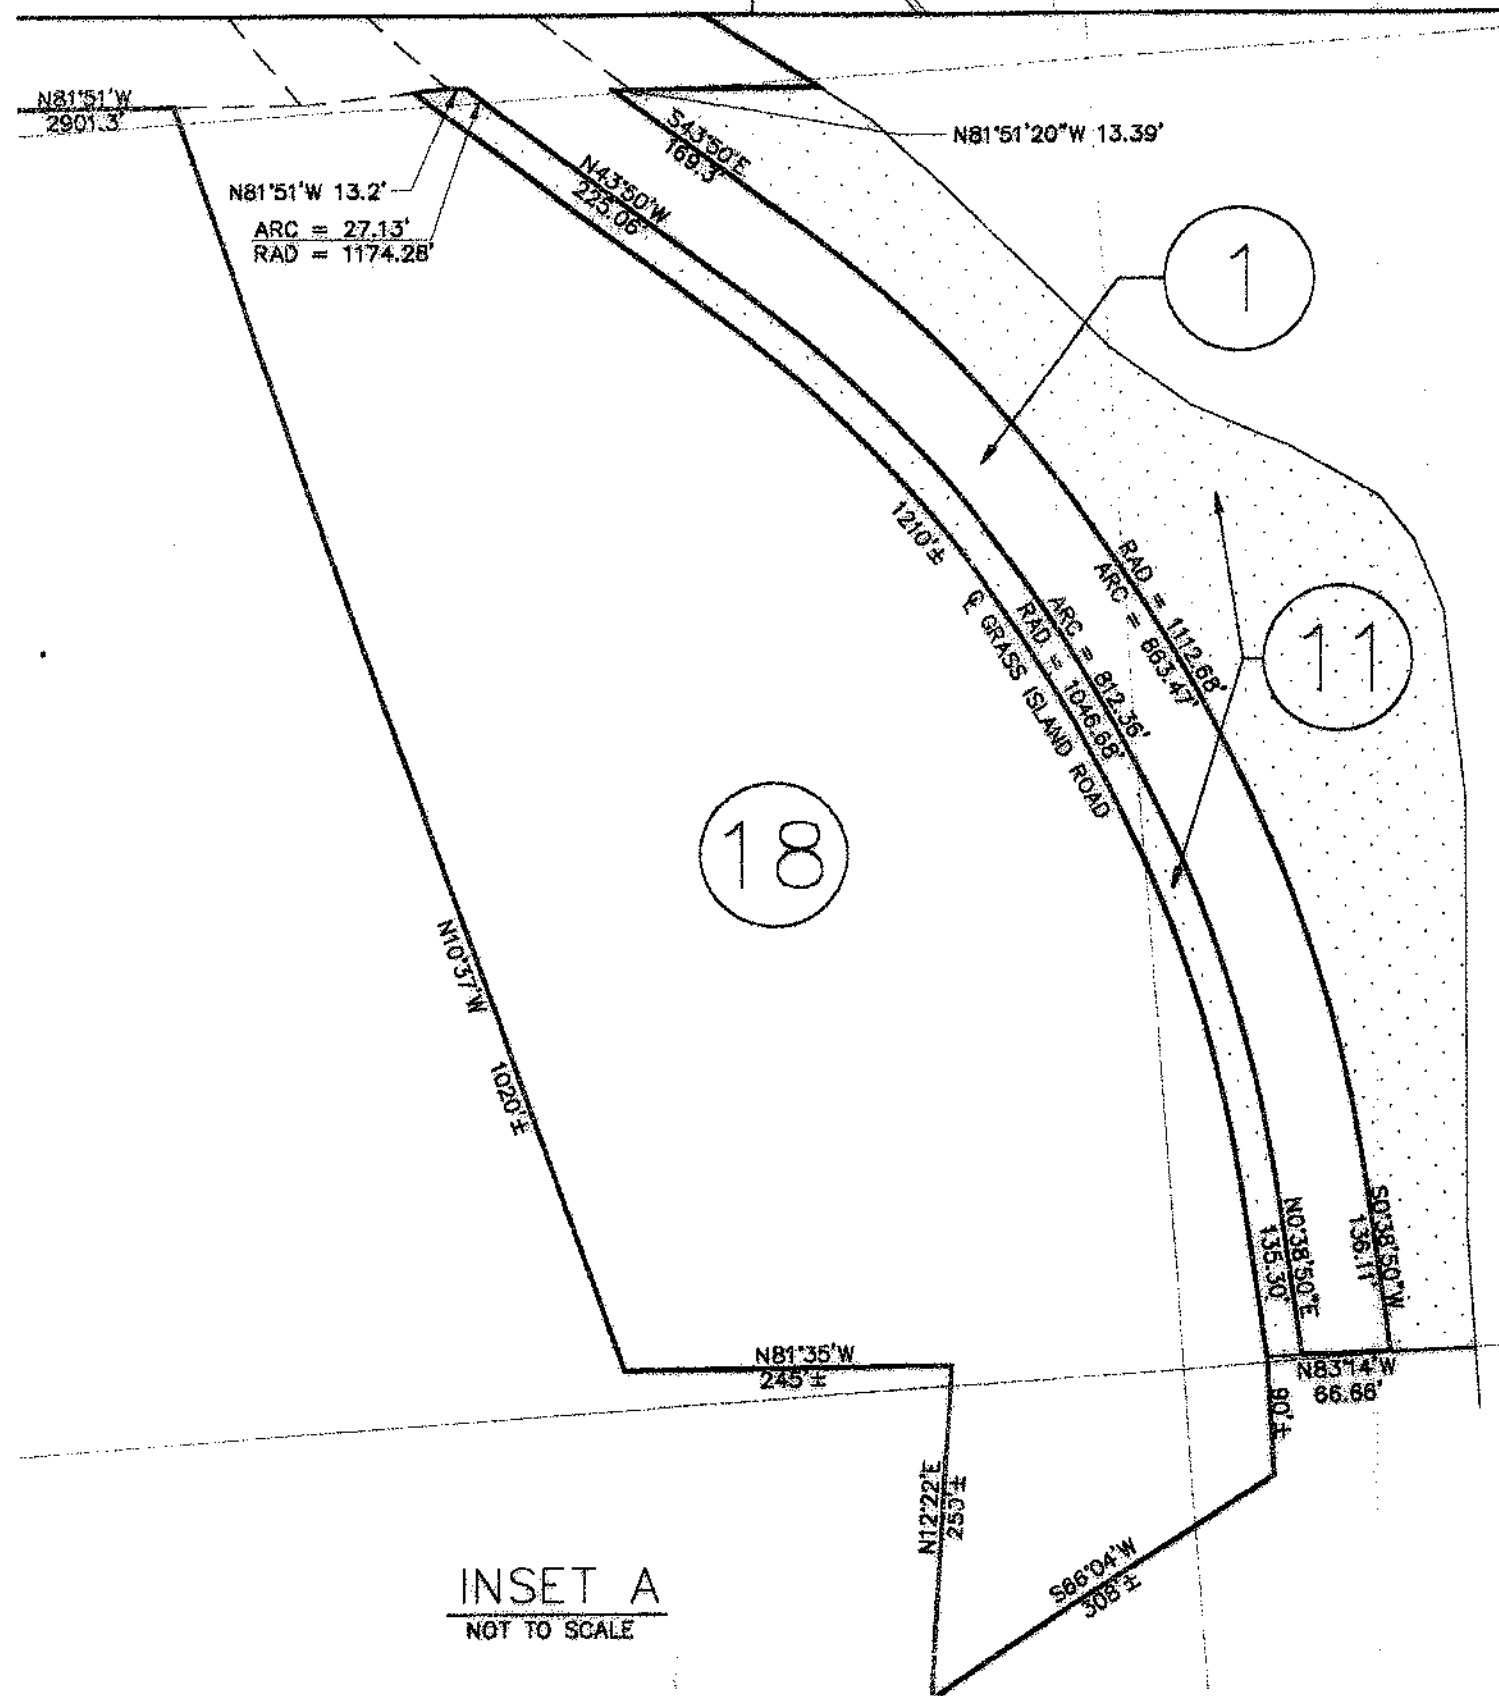 N81°51'W
2901.3'
N81°51'20"W 13.39'
S43°50'E
169.3'
N81°51'W 13.2'
ARC = 27.13'
RAD = 1174.28'
N43°50'W
225.06'
1
RAD = 1112.68'
ARC = 863.47'
1210'±
℄ GRASS ISLAND ROAD
ARC = 812.36'
RAD = 1046.68'
11
18
N10°37'W
1020'±
N0°38'50"E
135.30'
S0°38'50"W
136.11'
N81°35'W
245'±
N83°14'W
66.66'
90'±
N12°22'E
250'±
S66°04'W
308'±
INSET A
NOT TO SCALE